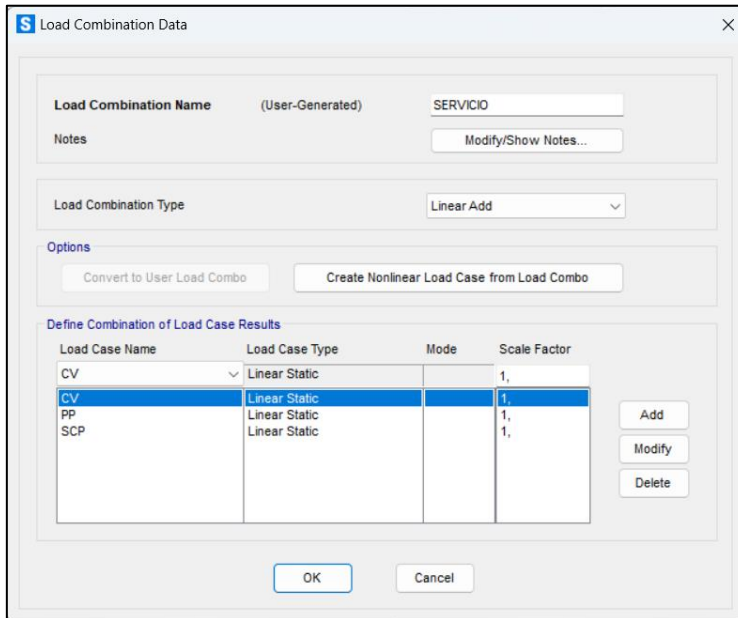 S Load Combination Data
Load Combination Name (User-Generated) SERVICIO
Notes Modify/Show Notes...
Load Combination Type Linear Add
Options
Convert to User Load Combo Create Nonlinear Load Case from Load Combo
Define Combination of Load Case Results
Load Case Name Load Case Type Mode Scale Factor
CV Linear Static 1,
CV Linear Static 1,
PP Linear Static 1,
SCP Linear Static 1,
Add
Modify
Delete
OK Cancel